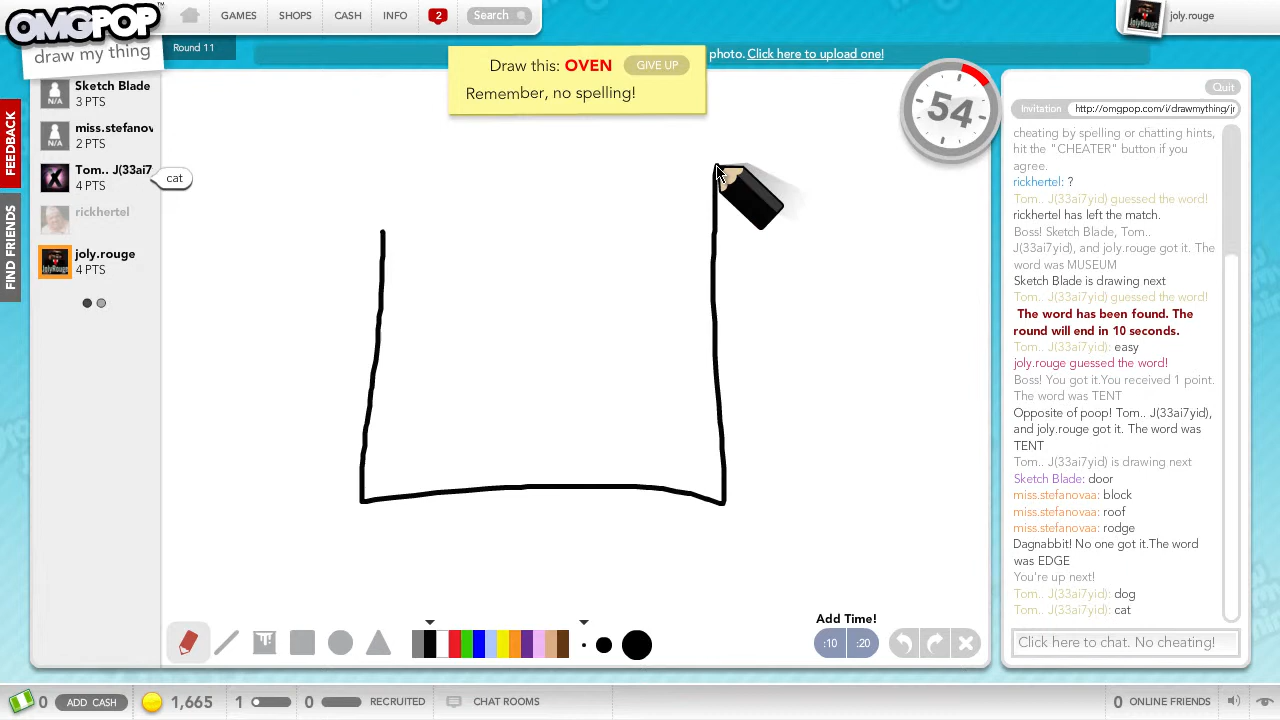 OMGPOP™
draw my thing
GAMES
SHOPS
CASH
INFO
2
Search
joly.rouge
Round 11
photo. Click here to upload one!
Draw this: OVEN
GIVE UP
Remember, no spelling!
54
FEEDBACK
FIND FRIENDS
N/A
Sketch Blade
3 PTS
N/A
miss.stefanov
2 PTS
Tom.. J(33ai7
4 PTS
cat
rickhertel
joly.rouge
4 PTS
Quit
Invitation http://omgpop.com/i/drawmything/jr
cheating by spelling or chatting hints,
hit the "CHEATER" button if you
agree.
rickhertel: ?
Tom.. J(33ai7yid) guessed the word!
rickhertel has left the match.
Boss! Sketch Blade, Tom..
J(33ai7yid), and joly.rouge got it. The
word was MUSEUM
Sketch Blade is drawing next
Tom.. J(33ai7yid) guessed the word!
The word has been found. The
round will end in 10 seconds.
Tom.. J(33ai7yid): easy
joly.rouge guessed the word!
Boss! You got it.You received 1 point.
The word was TENT
Opposite of poop! Tom.. J(33ai7yid),
and joly.rouge got it. The word was
TENT
Tom.. J(33ai7yid) is drawing next
Sketch Blade: door
miss.stefanovaa: block
miss.stefanovaa: roof
miss.stefanovaa: rodge
Dagnabbit! No one got it.The word
was EDGE
You're up next!
Tom.. J(33ai7yid): dog
Tom.. J(33ai7yid): cat
Click here to chat. No cheating!
Add Time!
:10
:20
0
ADD CASH
1,665
1
0
RECRUITED
CHAT ROOMS
0 ONLINE FRIENDS